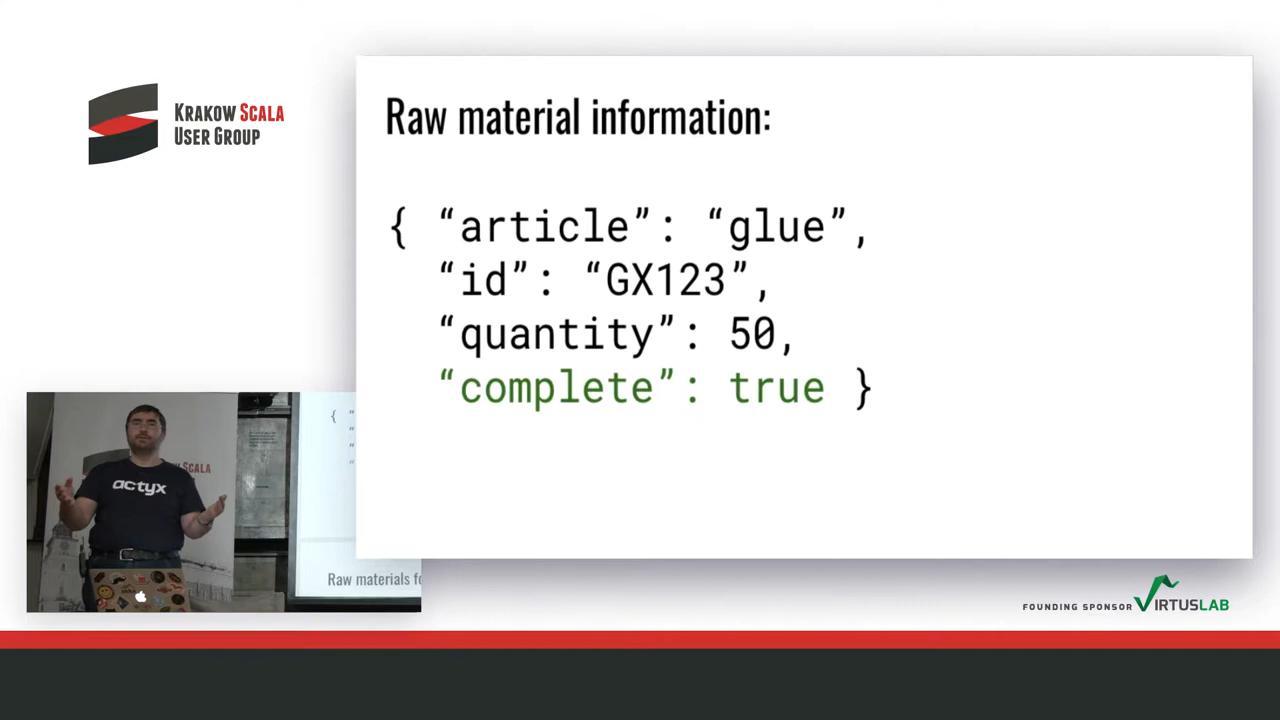 KRAKOW SCALA
USER GROUP
Raw material information:
{ “article”: “glue”,
“id”: “GX123”,
“quantity”: 50,
“complete”: true }
SCALA
actyx
{ “
Raw materials f
FOUNDING SPONSOR VIRTUSLAB